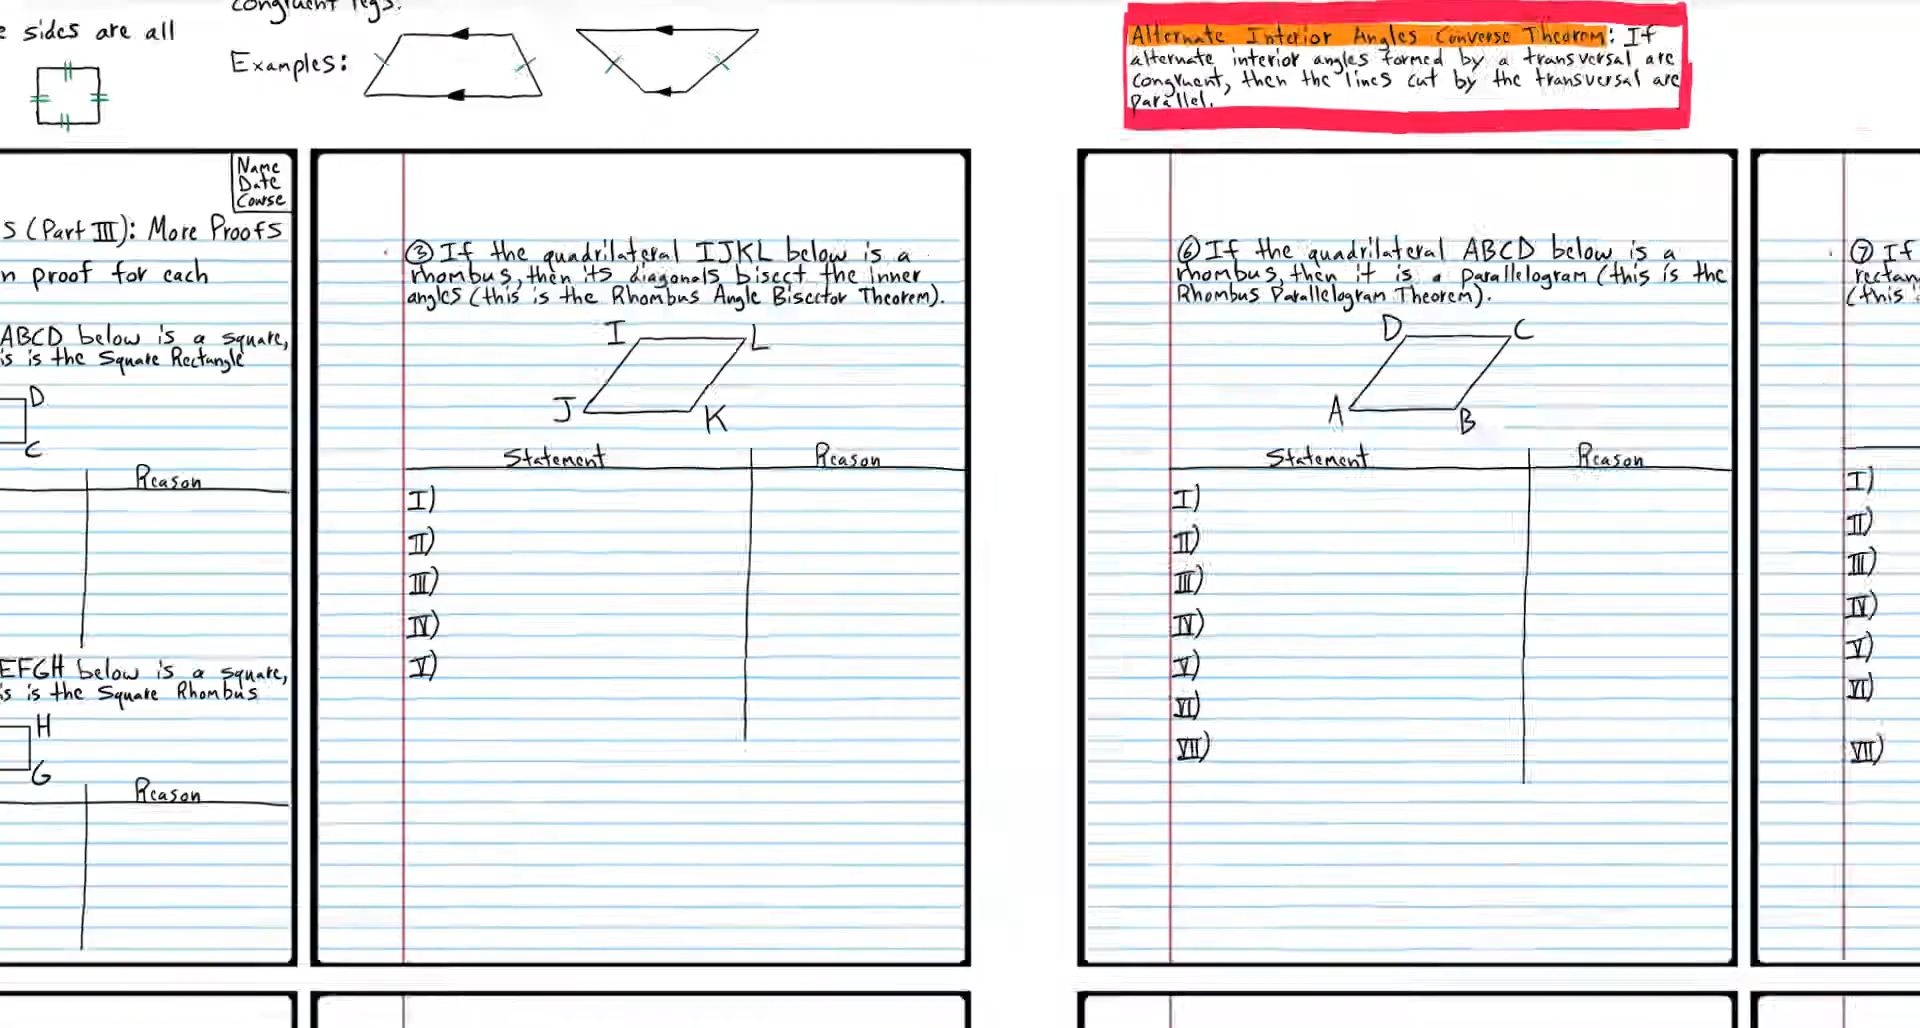 congruent legs.
e sides are all
Examples:
Alternate Interior Angles Converse Theorem: If
alternate interior angles formed by a transversal are
congruent, then the lines cut by the transversal are
parallel.
Name
Date
Course
s (Part III): More Proofs
n proof for each
ABCD below is a square,
is is the Square Rectangle
D
C
Reason
EFGH below is a square,
s is the Square Rhombus
H
G
Reason
③ If the quadrilateral IJKL below is a
rhombus, then its diagonals bisect the inner
angles (this is the Rhombus Angle Bisector Theorem).
I L
J K
Statement Reason
I)
II)
III)
IV)
V)
⑥ If the quadrilateral ABCD below is a
rhombus, then it is a parallelogram (this is the
Rhombus Parallelogram Theorem).
D C
A B
Statement Reason
I)
II)
III)
IV)
V)
VI)
VII)
⑦ If
rectan
(this
I)
II)
III)
IV)
V)
VI)
VII)